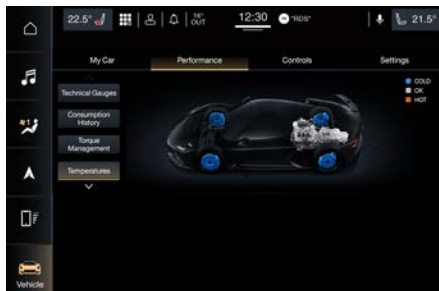 22.5° 16° OUT 12:30 "RDS" 21.5°
My Car Performance Controls Settings
COLD
OK
HOT
Technical Gauges
Consumption
History
Torque
Management
Temperatures
Vehicle